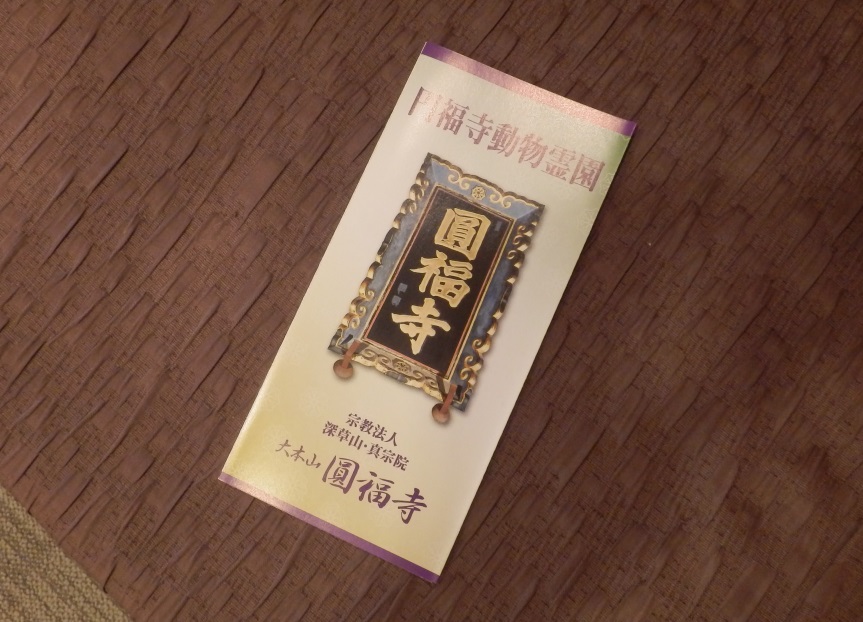 円福寺動物霊園
圓福寺
宗教法人
深草山・真宗院
大本山 圓福寺